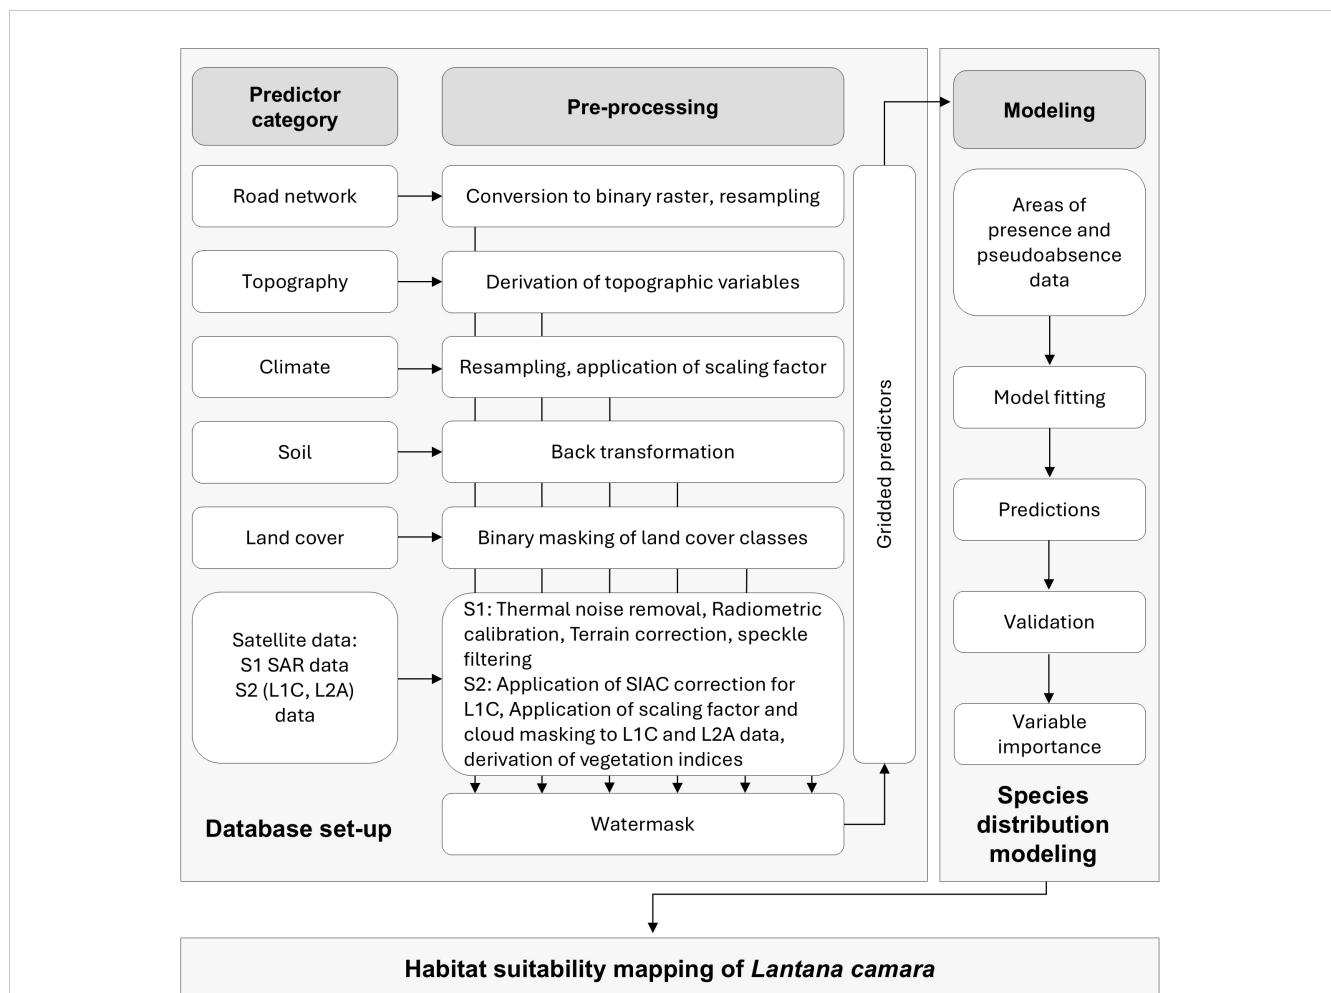 Predictor
category
Pre-processing
Modeling
Road network
Conversion to binary raster, resampling
Topography
Derivation of topographic variables
Climate
Resampling, application of scaling factor
Soil
Back transformation
Land cover
Binary masking of land cover classes
Satellite data:
S1 SAR data
S2 (L1C, L2A)
data
S1: Thermal noise removal, Radiometric
calibration, Terrain correction, speckle
filtering
S2: Application of SIAC correction for
L1C, Application of scaling factor and
cloud masking to L1C and L2A data,
derivation of vegetation indices
Watermask
Database set-up
Gridded predictors
Areas of
presence and
pseudoabsence
data
Model fitting
Predictions
Validation
Variable
importance
Species
distribution
modeling
Habitat suitability mapping of Lantana camara